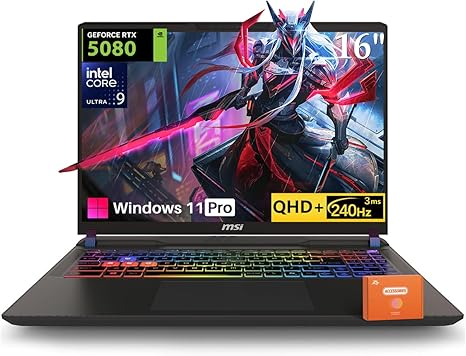 GEFORCE RTX
5080
16"
intel
CORE
ULTRA 9
Windows 11 Pro
QHD+
3ms
240Hz
msi
ACCESSORIES